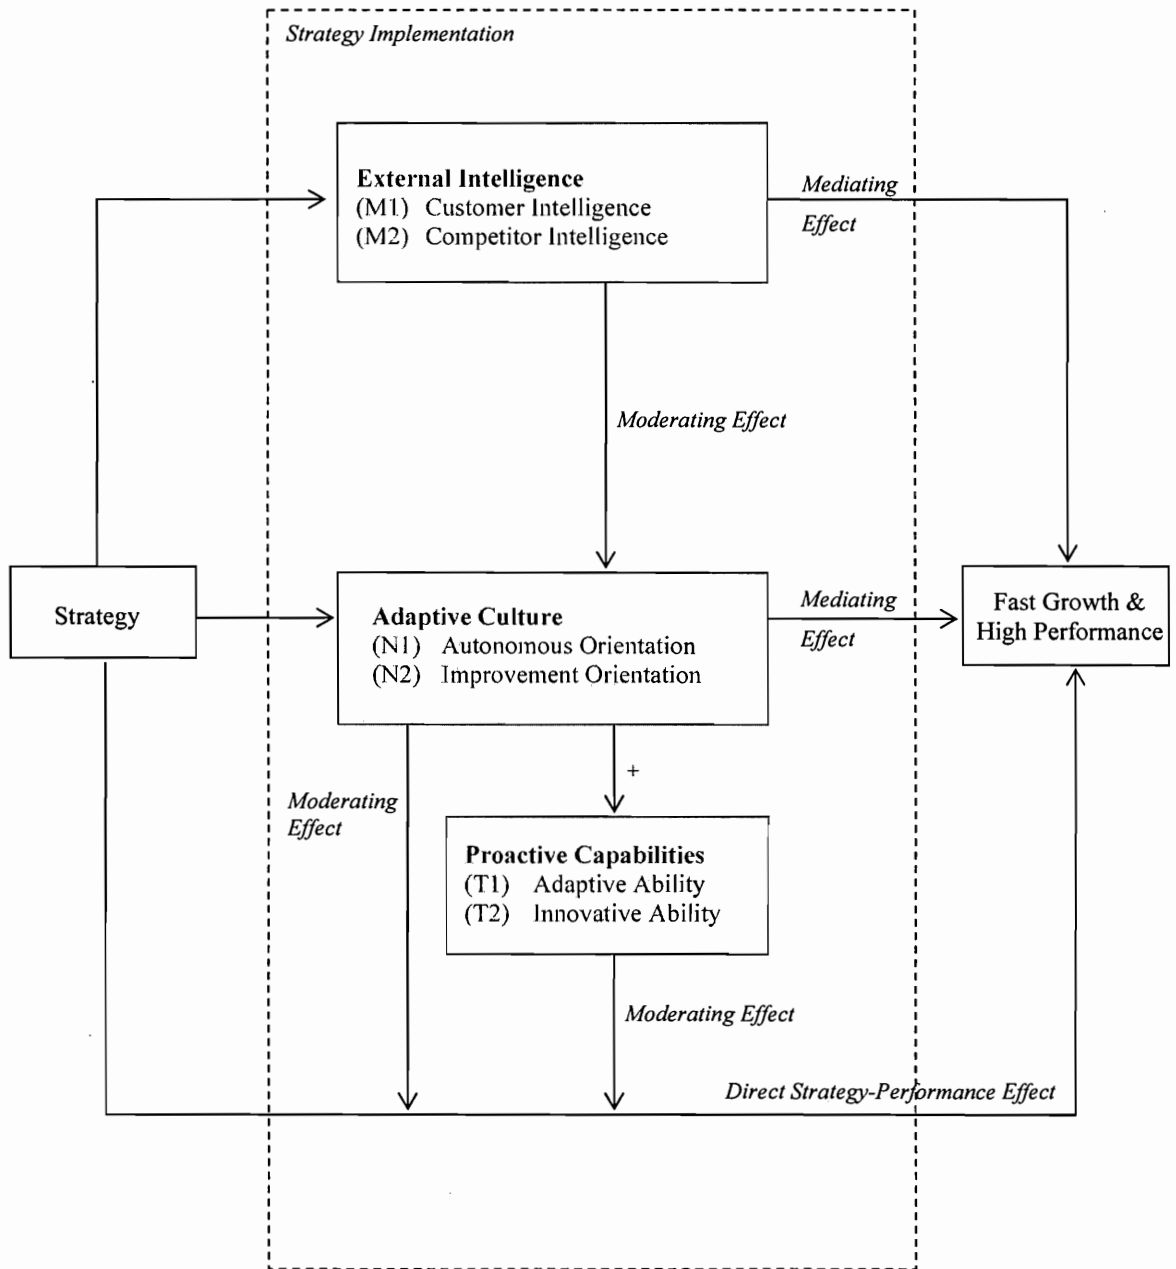 Strategy Implementation
External Intelligence
(M1) Customer Intelligence
(M2) Competitor Intelligence
Mediating
Effect
Moderating Effect
Strategy
Adaptive Culture
(N1) Autonomous Orientation
(N2) Improvement Orientation
Mediating
Effect
Fast Growth &
High Performance
+
Moderating
Effect
Proactive Capabilities
(T1) Adaptive Ability
(T2) Innovative Ability
Moderating Effect
Direct Strategy-Performance Effect